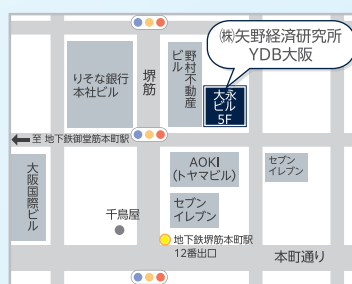 ㈱矢野経済研究所
YDB大阪
りそな銀行
本社ビル
堺筋
野村不動産
ビル
大永
ビル
5F
至 地下鉄御堂筋本町駅
大阪国際ビル
AOKI
(トヤマビル)
セブン
イレブン
セブン
イレブン
千鳥屋
地下鉄堺筋本町駅
12番出口
本町通り